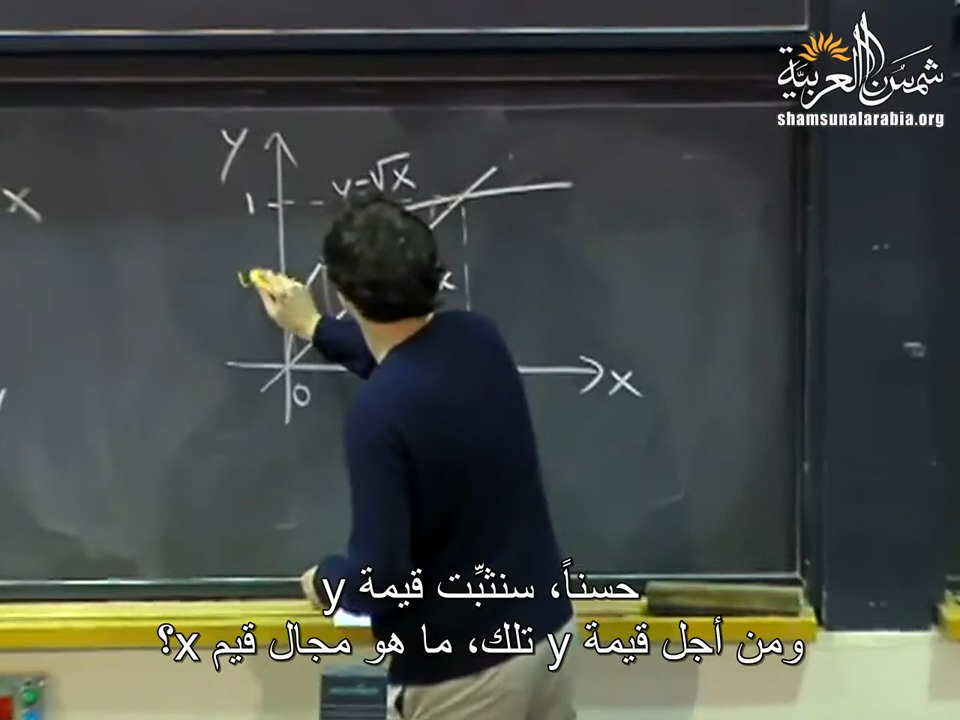 شمس العربية
shamsunalarabia.org
y
y=√x
1
x
x
x
0
حسناً، سنثبِّت قيمة y
ومن أجل قيمة y تلك، ما هو مجال قيم x؟